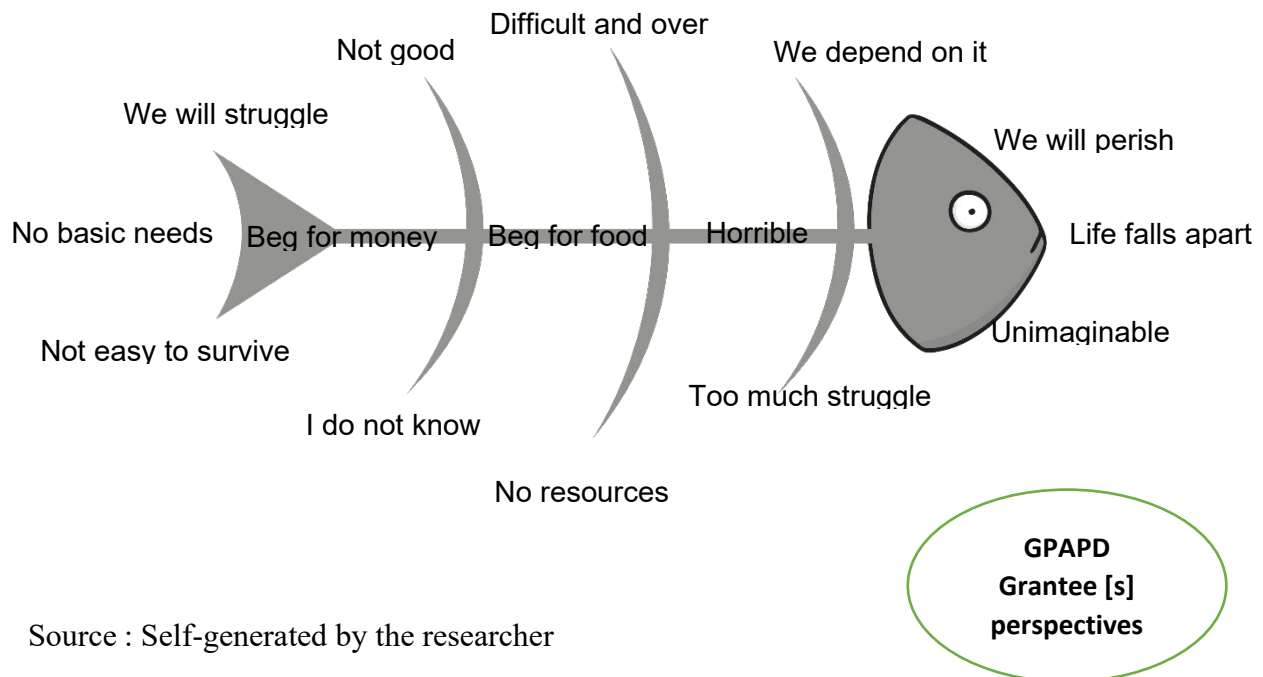 Difficult and over
Not good
We depend on it
We will struggle
We will perish
No basic needs
Beg for money
Beg for food
Horrible
Life falls apart
Not easy to survive
Unimaginable
Too much struggle
I do not know
No resources
GPAPD
Grantee [s]
perspectives
Source : Self-generated by the researcher